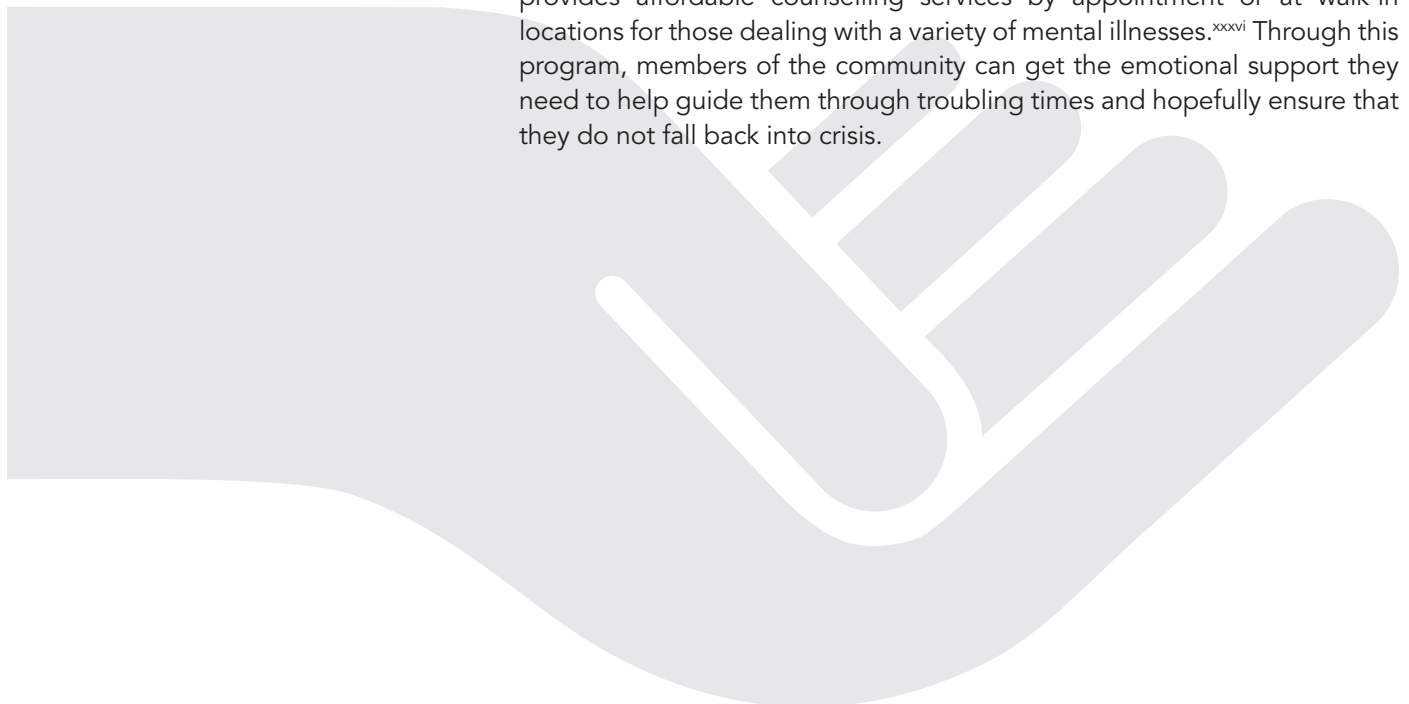 provides affordable counselling services by appointment or at walk-in
locations for those dealing with a variety of mental illnesses.xxxvi Through this
program, members of the community can get the emotional support they
need to help guide them through troubling times and hopefully ensure that
they do not fall back into crisis.